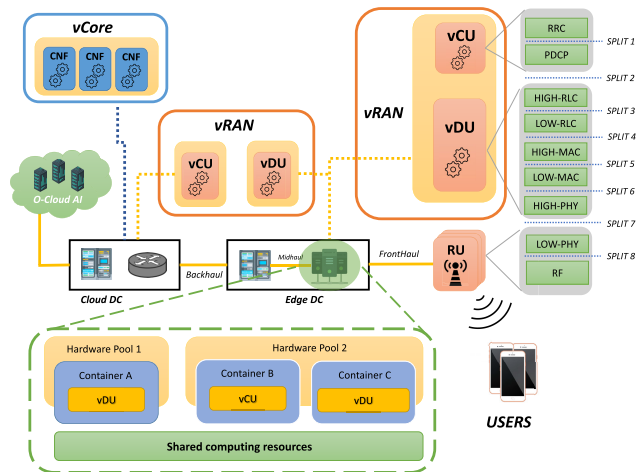 vCore
CNF CNF CNF
vRAN
vCU vDU
vRAN
vCU
vDU
RRC
SPLIT 1
PDCP
SPLIT 2
HIGH-RLC
SPLIT 3
LOW-RLC
SPLIT 4
HIGH-MAC
SPLIT 5
LOW-MAC
SPLIT 6
HIGH-PHY
SPLIT 7
LOW-PHY
SPLIT 8
RF
O-Cloud AI
Cloud DC
Backhaul
Midhaul
Edge DC
FrontHaul
RU
USERS
Hardware Pool 1
Container A
vDU
Hardware Pool 2
Container B
vCU
Container C
vDU
Shared computing resources